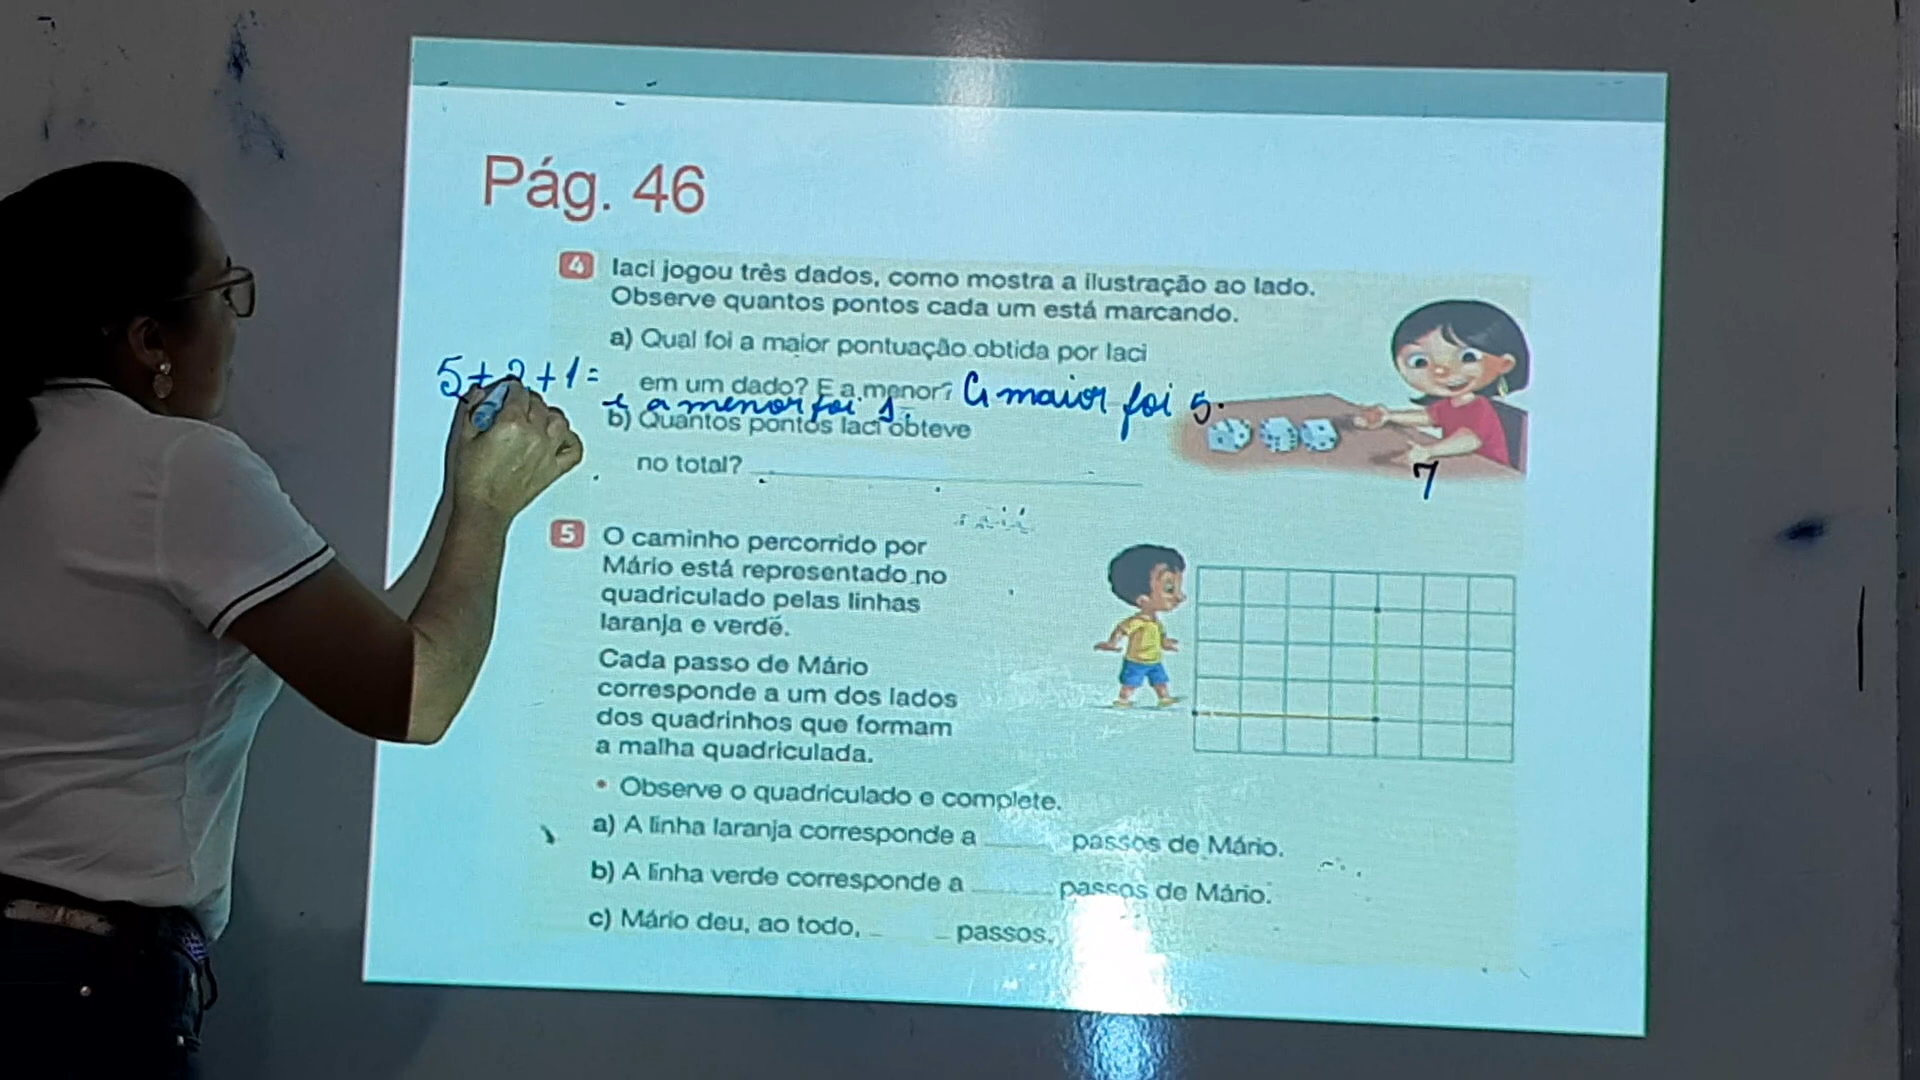 Pág. 46
4 Iaci jogou três dados, como mostra a ilustração ao lado.
Observe quantos pontos cada um está marcando.
a) Qual foi a maior pontuação obtida por Iaci
em um dado? E a menor? A maior foi 5.
e a menor foi 1.
5+2+1=
b) Quantos pontos Iaci obteve
no total?
7
5 O caminho percorrido por
Mário está representado no
quadriculado pelas linhas
laranja e verde.
Cada passo de Mário
corresponde a um dos lados
dos quadrinhos que formam
a malha quadriculada.
• Observe o quadriculado e complete.
a) A linha laranja corresponde a ______ passos de Mário.
b) A linha verde corresponde a ______ passos de Mário.
c) Mário deu, ao todo, ______ passos.